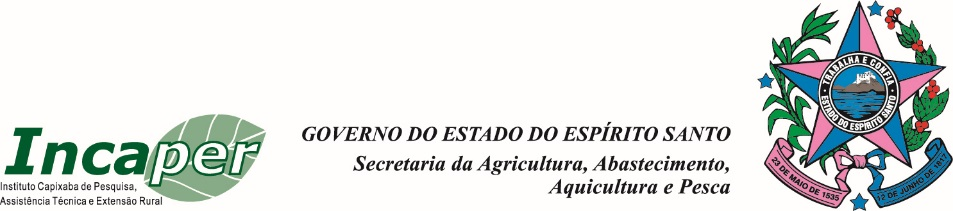 Incaper
Instituto Capixaba de Pesquisa,
Assistência Técnica e Extensão Rural
GOVERNO DO ESTADO DO ESPÍRITO SANTO
Secretaria da Agricultura, Abastecimento,
Aquicultura e Pesca
TRABALHA E CONFIA
ESTADO DO ESPÍRITO SANTO
23 DE MAIO DE 1535
12 DE JUNHO DE 1817